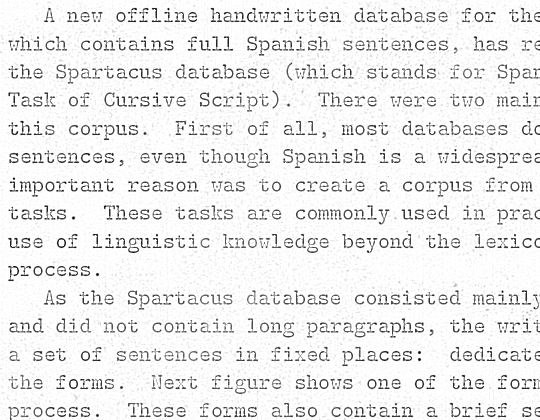 A new offline handwritten database for the
which contains full Spanish sentences, has re
the Spartacus database (which stands for Span
Task of Cursive Script). There were two main
this corpus. First of all, most databases do
sentences, even though Spanish is a widesprea
important reason was to create a corpus from
tasks. These tasks are commonly used in prac
use of linguistic knowledge beyond the lexico
process.
As the Spartacus database consisted mainly
and did not contain long paragraphs, the writ
a set of sentences in fixed places: dedicate
the forms. Next figure shows one of the form
process. These forms also contain a brief se